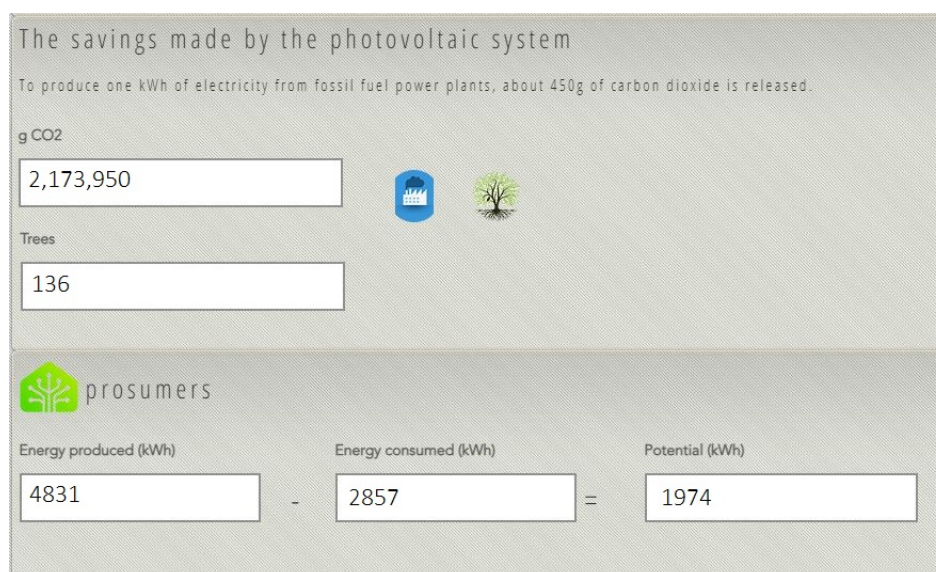 The savings made by the photovoltaic system
To produce one kWh of electricity from fossil fuel power plants, about 450g of carbon dioxide is released.
g CO2
2,173,950
Trees
136
prosumers
Energy produced (kWh) Energy consumed (kWh) Potential (kWh)
4831 - 2857 = 1974